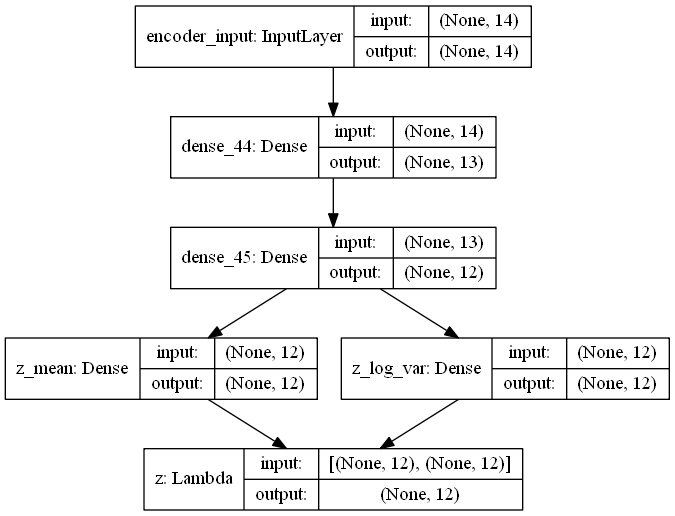 encoder_input: InputLayer
input: (None, 14)
output: (None, 14)
dense_44: Dense
input: (None, 14)
output: (None, 13)
dense_45: Dense
input: (None, 13)
output: (None, 12)
z_mean: Dense
input: (None, 12)
output: (None, 12)
z_log_var: Dense
input: (None, 12)
output: (None, 12)
z: Lambda
input: [(None, 12), (None, 12)]
output: (None, 12)